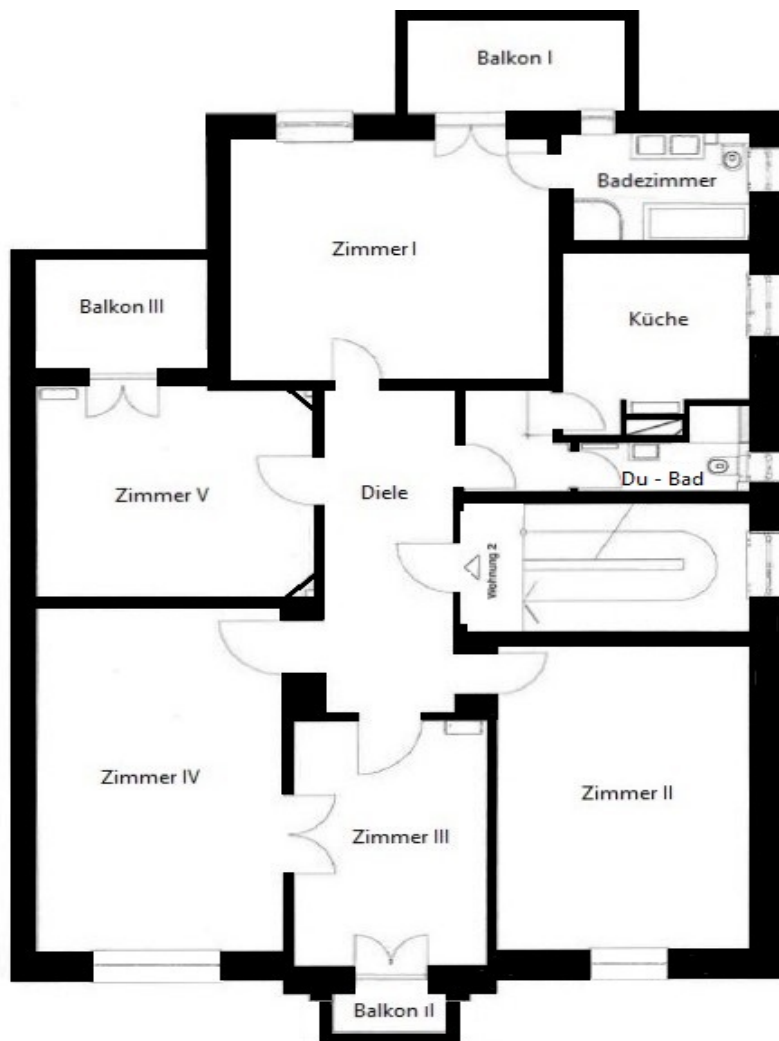 Balkon I
Badezimmer
Zimmer I
Balkon III
Küche
Zimmer V
Diele
Du - Bad
Wohnung 2
Zimmer IV
Zimmer II
Zimmer III
Balkon II